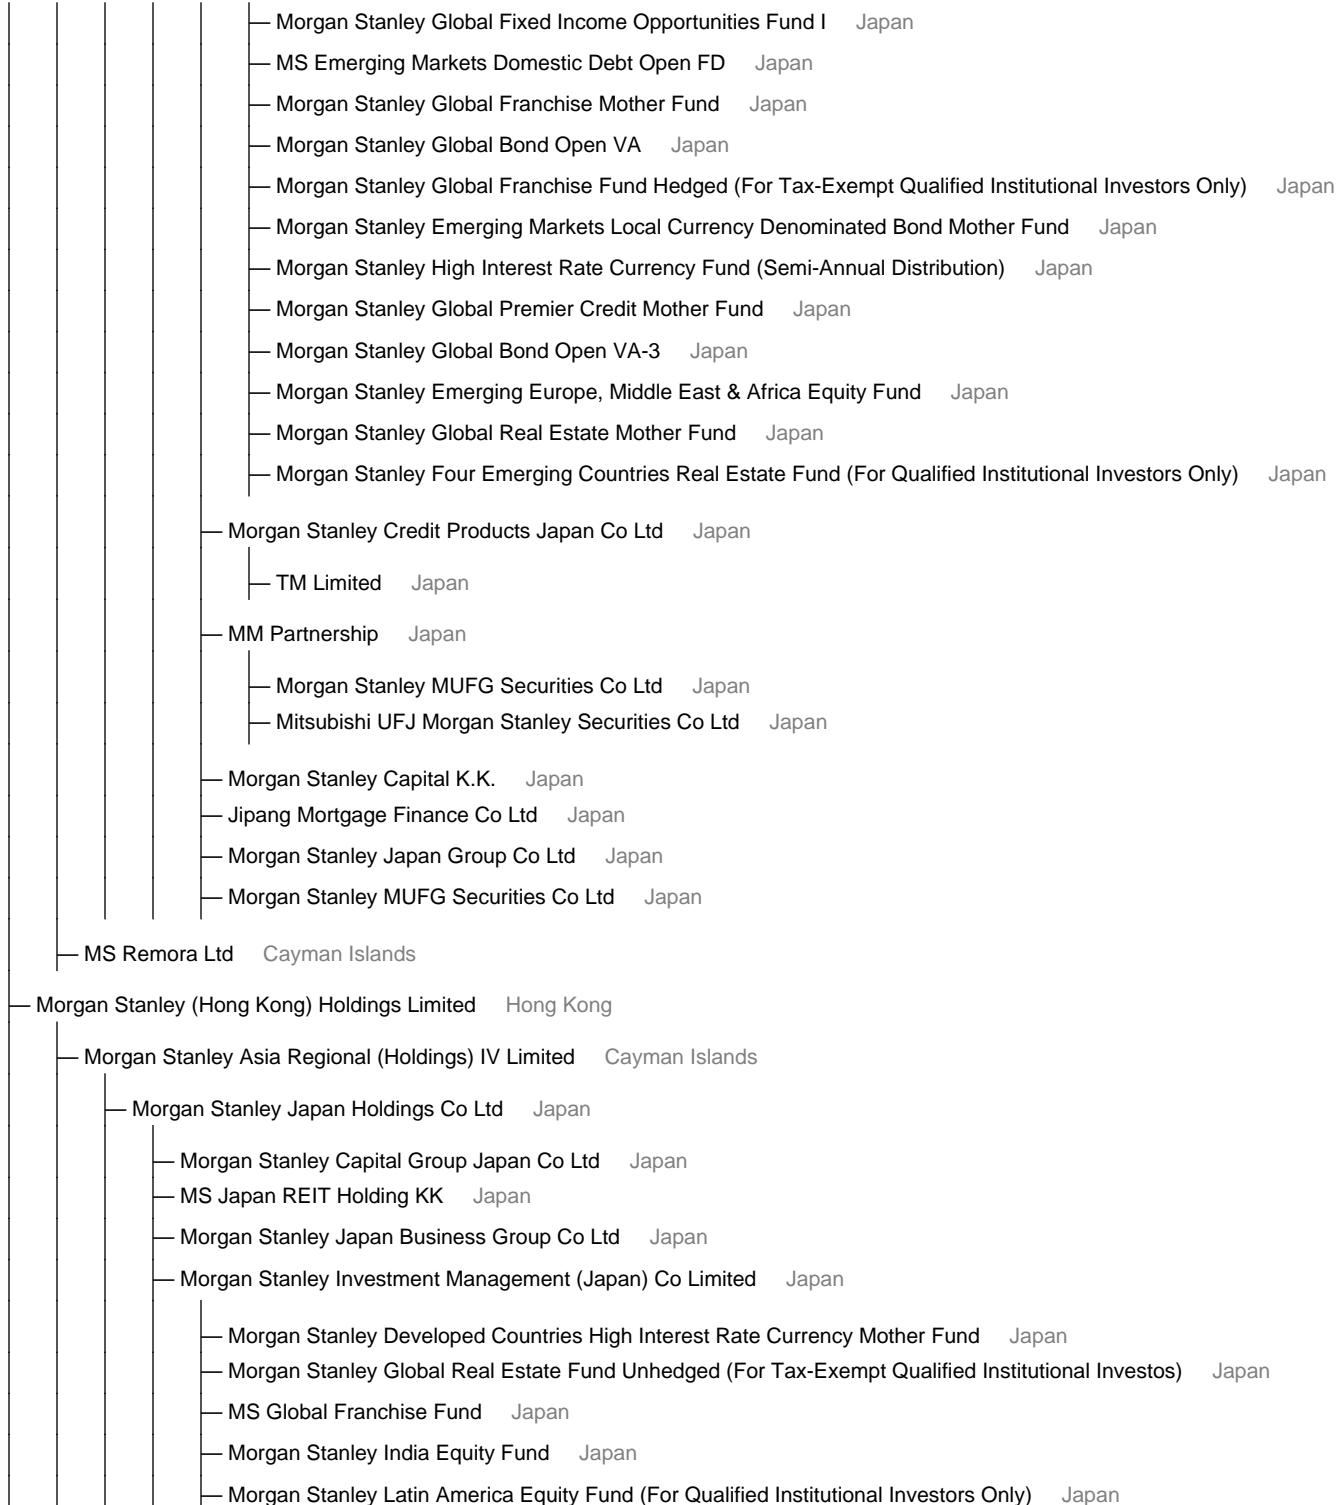 Morgan Stanley Global Fixed Income Opportunities Fund I Japan
MS Emerging Markets Domestic Debt Open FD Japan
Morgan Stanley Global Franchise Mother Fund Japan
Morgan Stanley Global Bond Open VA Japan
Morgan Stanley Global Franchise Fund Hedged (For Tax-Exempt Qualified Institutional Investors Only) Japan
Morgan Stanley Emerging Markets Local Currency Denominated Bond Mother Fund Japan
Morgan Stanley High Interest Rate Currency Fund (Semi-Annual Distribution) Japan
Morgan Stanley Global Premier Credit Mother Fund Japan
Morgan Stanley Global Bond Open VA-3 Japan
Morgan Stanley Emerging Europe, Middle East & Africa Equity Fund Japan
Morgan Stanley Global Real Estate Mother Fund Japan
Morgan Stanley Four Emerging Countries Real Estate Fund (For Qualified Institutional Investors Only) Japan
Morgan Stanley Credit Products Japan Co Ltd Japan
TM Limited Japan
MM Partnership Japan
Morgan Stanley MUFG Securities Co Ltd Japan
Mitsubishi UFJ Morgan Stanley Securities Co Ltd Japan
Morgan Stanley Capital K.K. Japan
Jipang Mortgage Finance Co Ltd Japan
Morgan Stanley Japan Group Co Ltd Japan
Morgan Stanley MUFG Securities Co Ltd Japan
MS Remora Ltd Cayman Islands
Morgan Stanley (Hong Kong) Holdings Limited Hong Kong
Morgan Stanley Asia Regional (Holdings) IV Limited Cayman Islands
Morgan Stanley Japan Holdings Co Ltd Japan
Morgan Stanley Capital Group Japan Co Ltd Japan
MS Japan REIT Holding KK Japan
Morgan Stanley Japan Business Group Co Ltd Japan
Morgan Stanley Investment Management (Japan) Co Limited Japan
Morgan Stanley Developed Countries High Interest Rate Currency Mother Fund Japan
Morgan Stanley Global Real Estate Fund Unhedged (For Tax-Exempt Qualified Institutional Investos) Japan
MS Global Franchise Fund Japan
Morgan Stanley India Equity Fund Japan
Morgan Stanley Latin America Equity Fund (For Qualified Institutional Investors Only) Japan